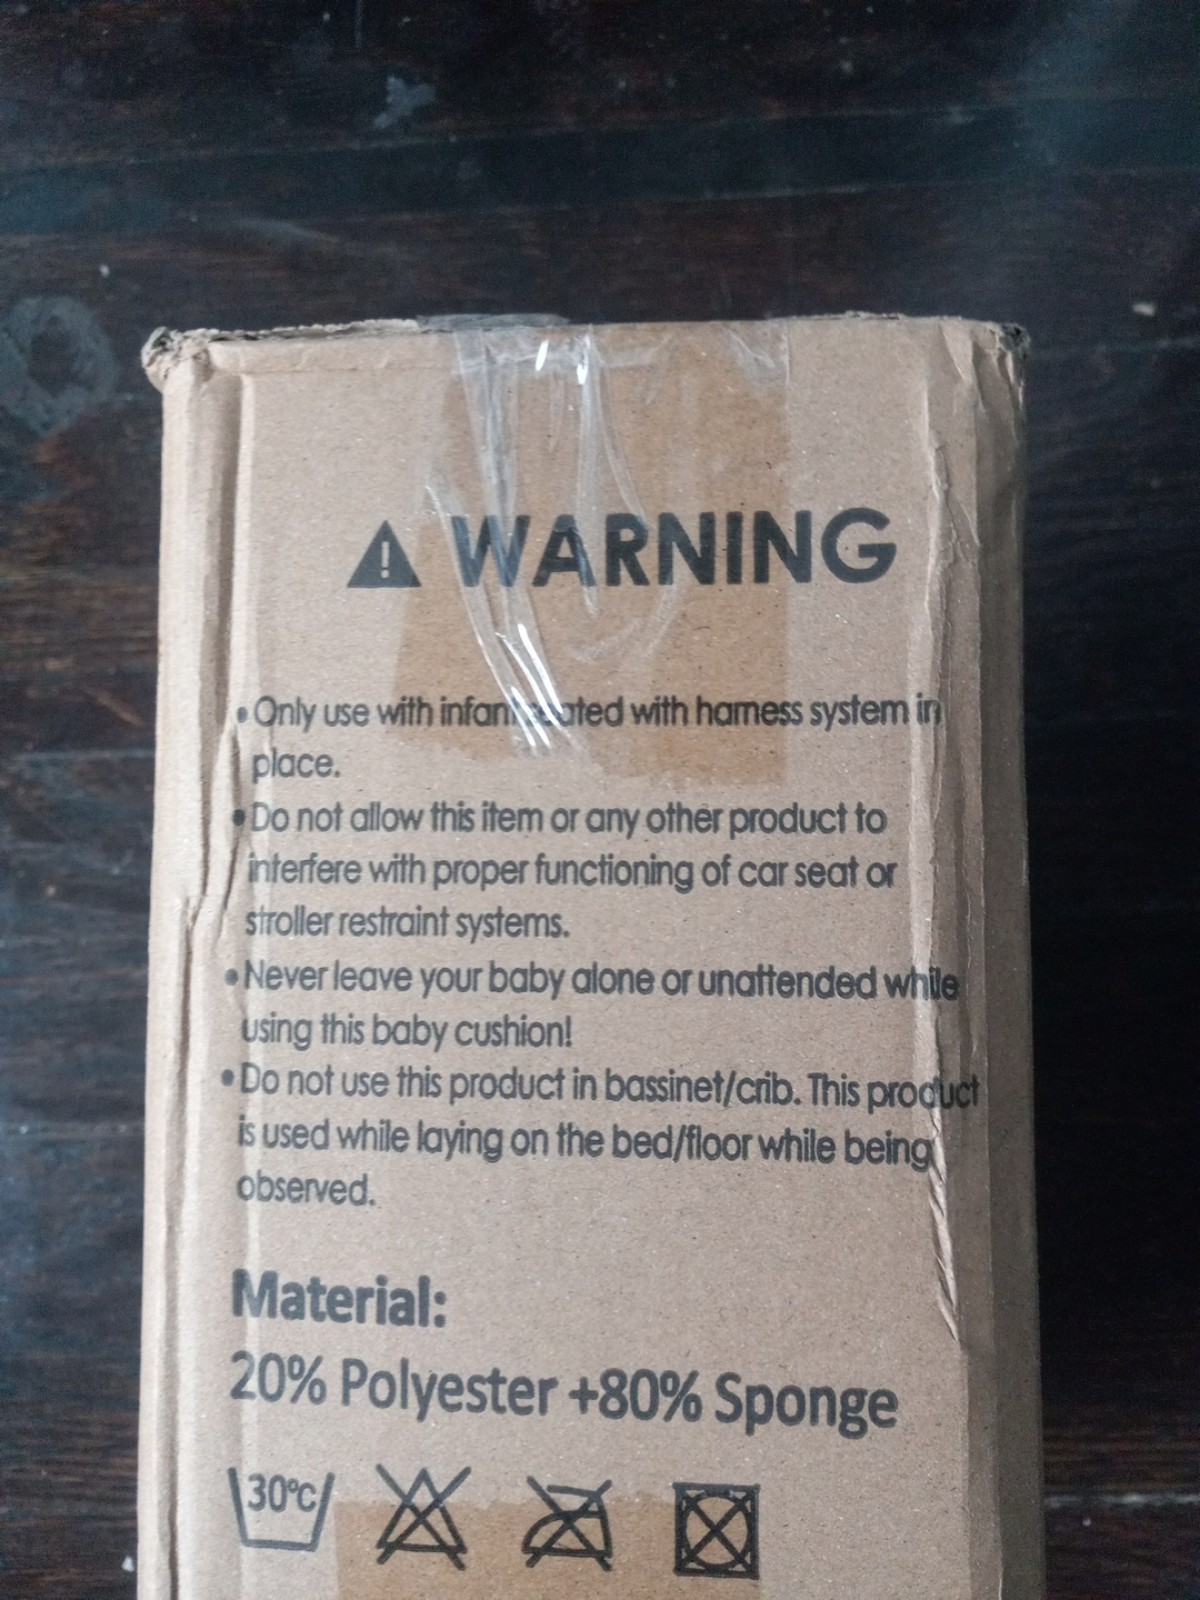 WARNING
• Only use with infant seated with harness system in
place.
• Do not allow this item or any other product to
interfere with proper functioning of car seat or
stroller restraint systems.
• Never leave your baby alone or unattended while
using this baby cushion!
• Do not use this product in bassinet/crib. This product
is used while laying on the bed/floor while being
observed.
Material:
20% Polyester +80% Sponge
30°C